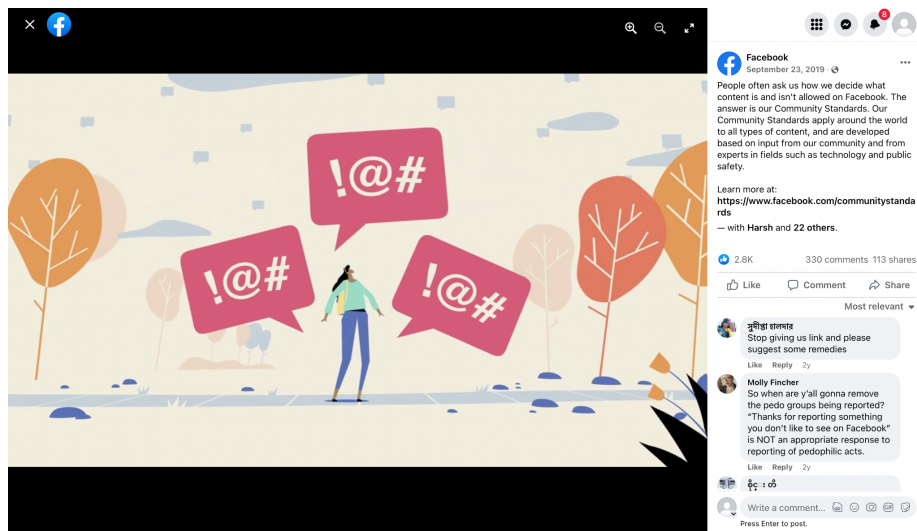 8
Facebook
September 23, 2019 ·
People often ask us how we decide what
content is and isn't allowed on Facebook. The
answer is our Community Standards. Our
Community Standards apply around the world
to all types of content, and are developed
based on input from our community and from
experts in fields such as technology and public
safety.
Learn more at:
https://www.facebook.com/communitystanda
rds
— with Harsh and 22 others.
!@#
!@#
!@#
2.8K 330 comments 113 shares
Like Comment Share
Most relevant
সুদীপ্তা হালদার
Stop giving us link and please
suggest some remedies
Like Reply 2y
Molly Fincher
So when are y'all gonna remove
the pedo groups being reported?
“Thanks for reporting something
you don't like to see on Facebook”
is NOT an appropriate response to
reporting of pedophilic acts.
Like Reply 2y
Write a comment...
GIF
Press Enter to post.